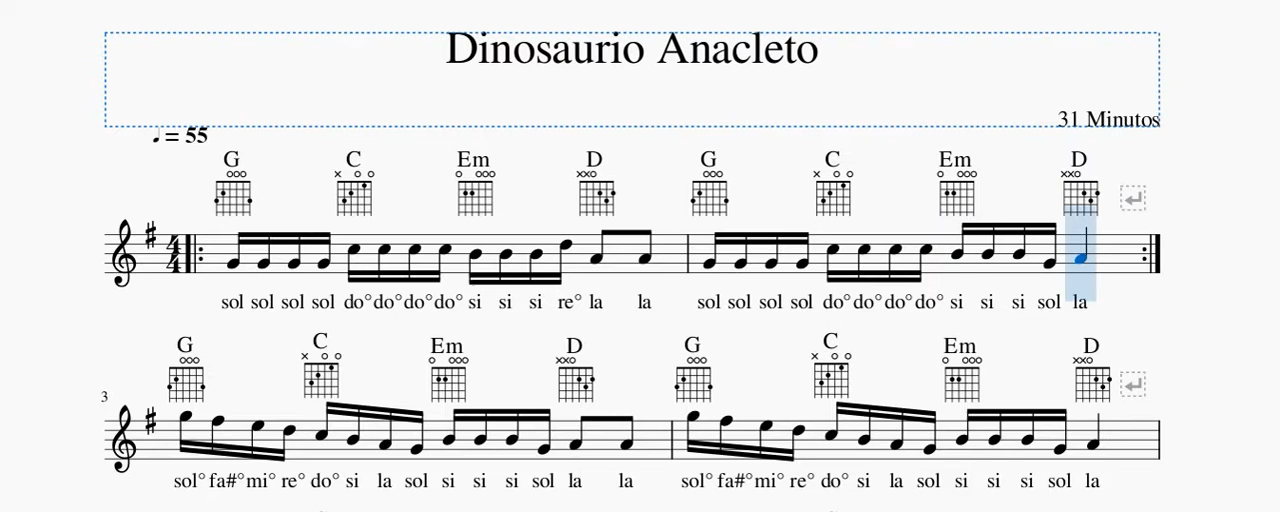 Dinosaurio Anacleto
31 Minutos
♩ = 55
G C Em D G C Em D
4
4
sol sol sol sol do° do° do° do° si si si re° la la sol sol sol sol do° do° do° do° si si si sol la
G C Em D G C Em D
3
sol° fa#° mi° re° do° si la sol si si si sol la la sol° fa#° mi° re° do° si la sol si si si sol la